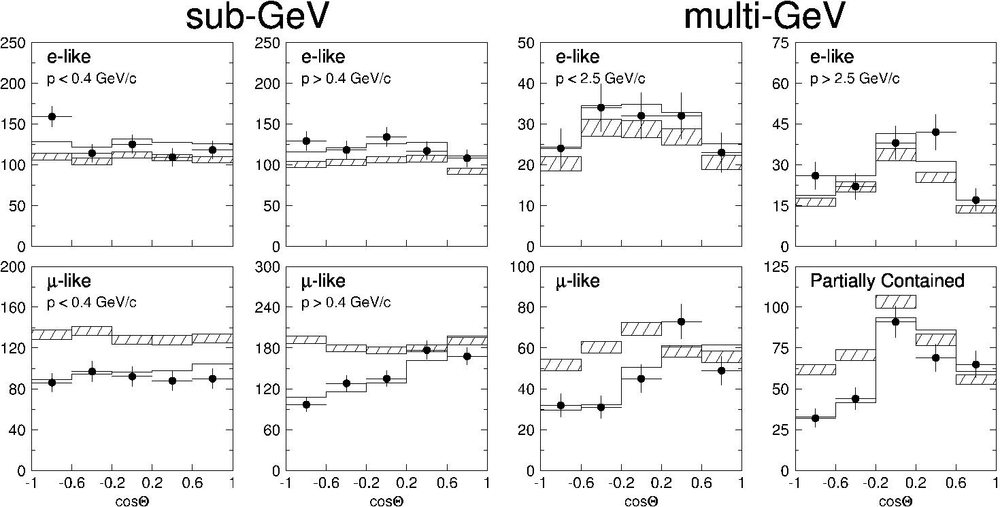 sub-GeV multi-GeV
250 200 150 100 50 0
e-like
p < 0.4 GeV/c
250 200 150 100 50 0
e-like
p > 0.4 GeV/c
50 40 30 20 10 0
e-like
p < 2.5 GeV/c
75 60 45 30 15 0
e-like
p > 2.5 GeV/c
200 160 120 80 40 0
μ-like
p < 0.4 GeV/c
-1 -0.6 -0.2 0.2 0.6 1
cosΘ
300 240 180 120 60 0
μ-like
p > 0.4 GeV/c
-1 -0.6 -0.2 0.2 0.6 1
cosΘ
100 80 60 40 20 0
μ-like
-1 -0.6 -0.2 0.2 0.6 1
cosΘ
125 100 75 50 25 0
Partially Contained
-1 -0.6 -0.2 0.2 0.6 1
cosΘ